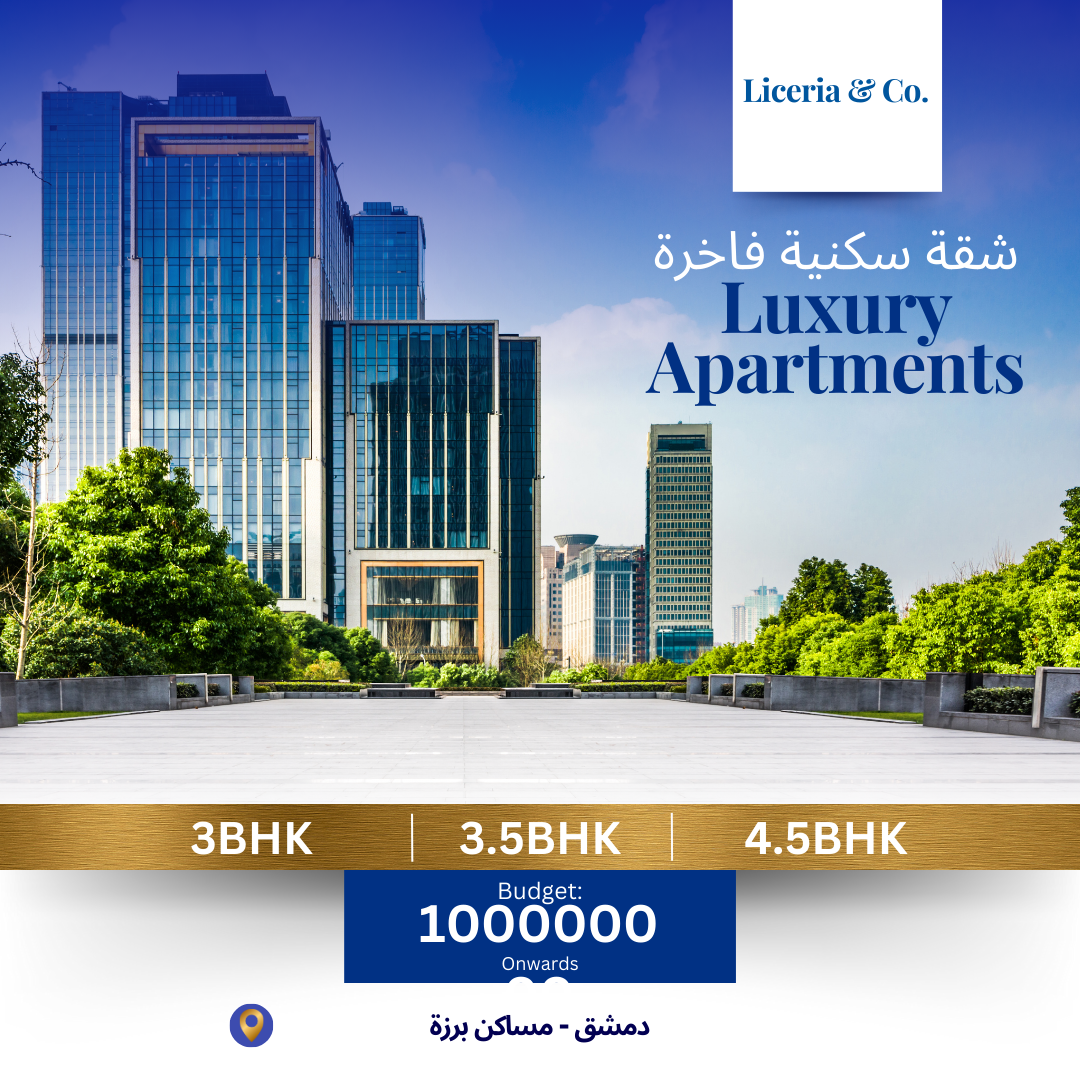 Liceria & Co.
شقة سكنية فاخرة
Luxury
Apartments
3BHK
3.5BHK
4.5BHK
Budget:
1000000
Onwards
دمشق - مساكن برزة